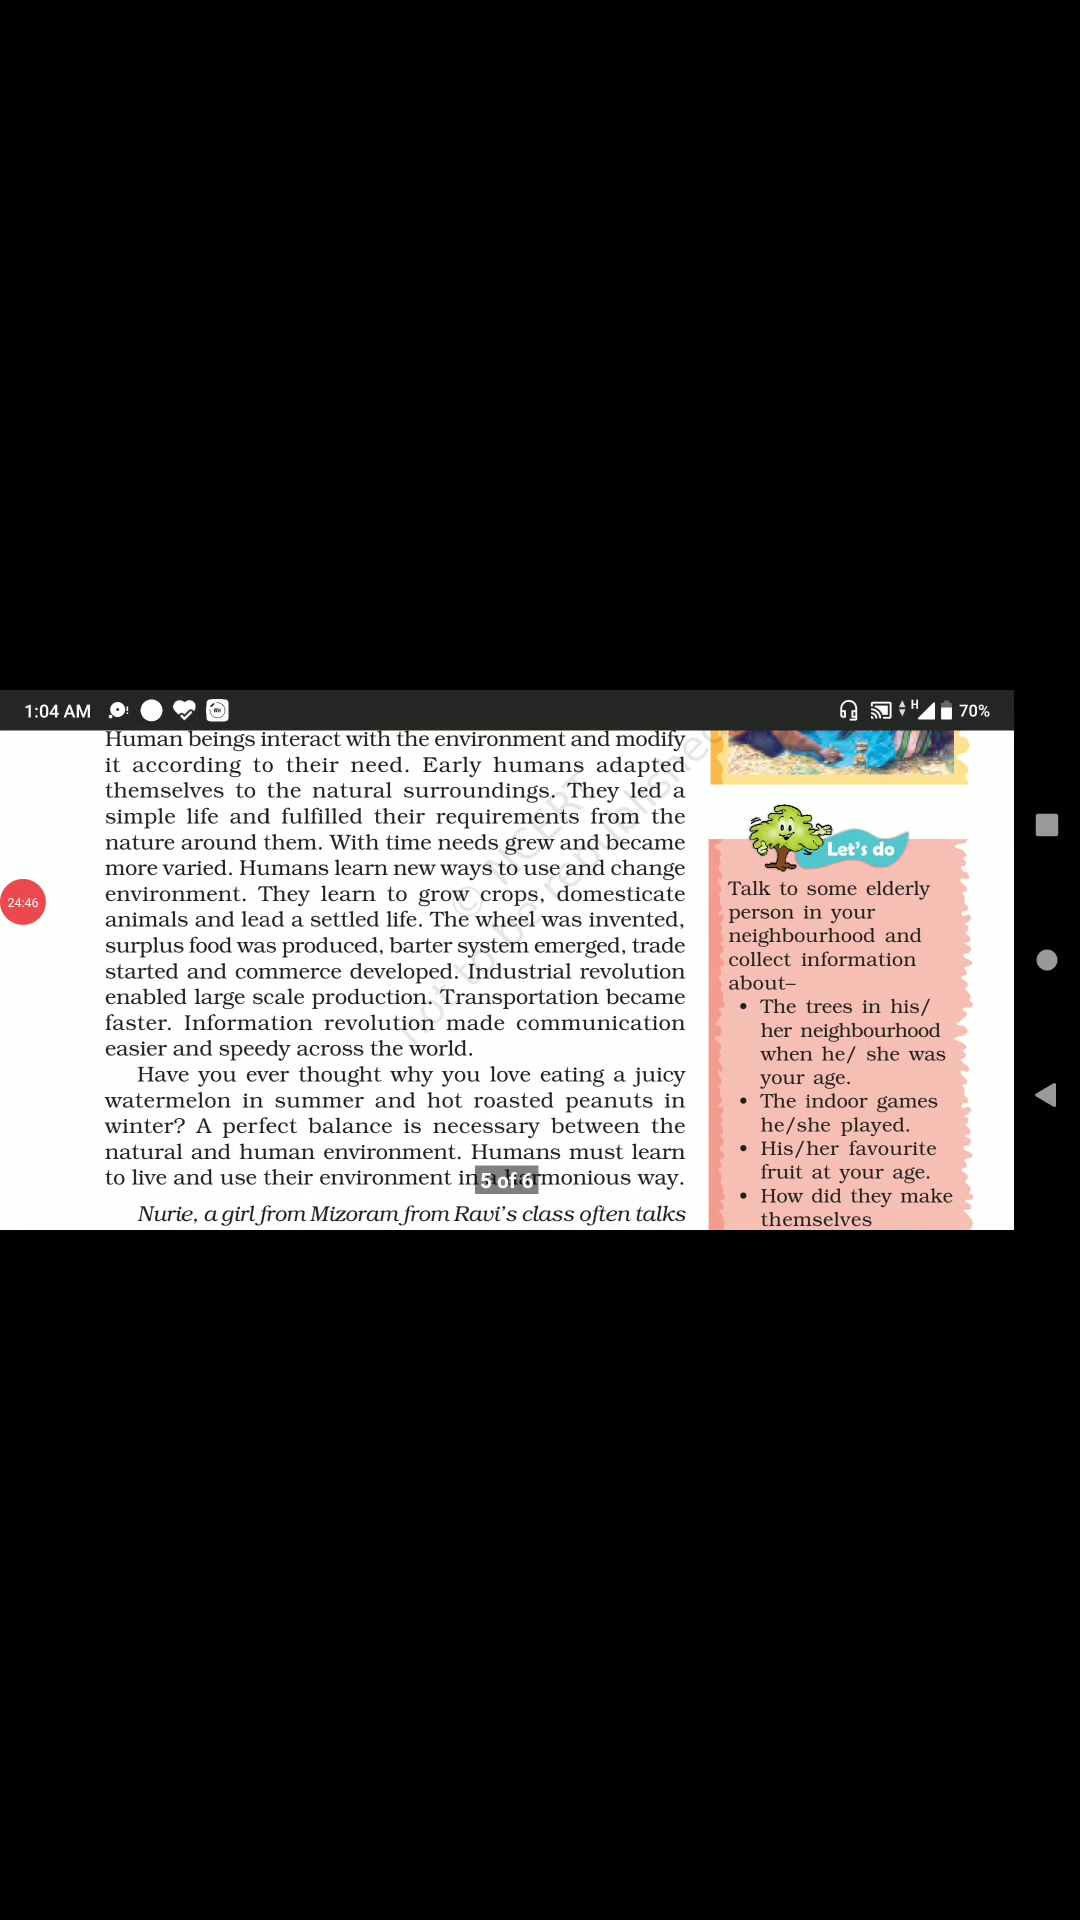 1:04 AM
H
70%
Human beings interact with the environment and modify
it according to their need. Early humans adapted
themselves to the natural surroundings. They led a
simple life and fulfilled their requirements from the
nature around them. With time needs grew and became
more varied. Humans learn new ways to use and change
environment. They learn to grow crops, domesticate
animals and lead a settled life. The wheel was invented,
surplus food was produced, barter system emerged, trade
started and commerce developed. Industrial revolution
enabled large scale production. Transportation became
faster. Information revolution made communication
easier and speedy across the world.
Have you ever thought why you love eating a juicy
watermelon in summer and hot roasted peanuts in
winter? A perfect balance is necessary between the
natural and human environment. Humans must learn
to live and use their environment in a harmonious way.
5 of 6
Nurie, a girl from Mizoram from Ravi's class often talks
© NCERT
not to be republished
24:46
Let's do
Talk to some elderly
person in your
neighbourhood and
collect information
about–
• The trees in his/
her neighbourhood
when he/ she was
your age.
• The indoor games
he/she played.
• His/her favourite
fruit at your age.
• How did they make
themselves